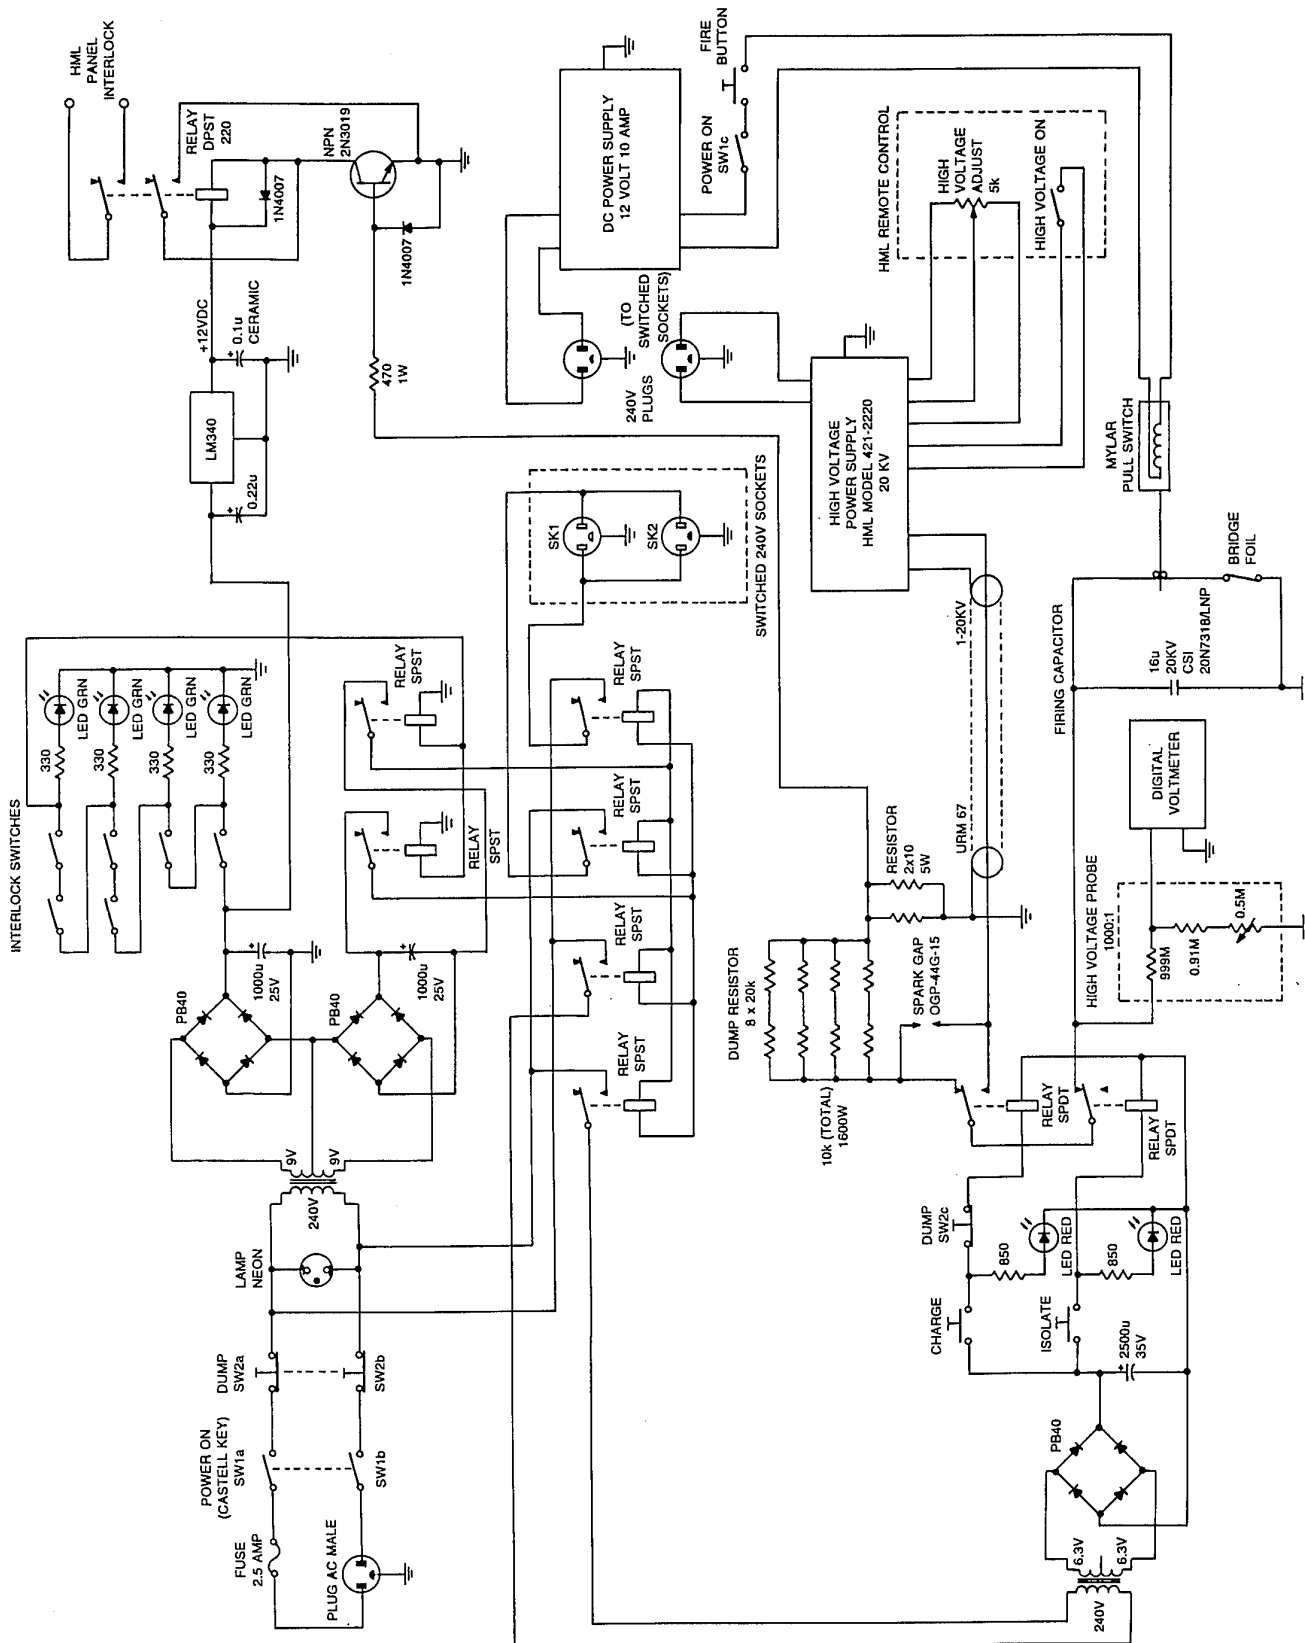 HML
PANEL
INTERLOCK
RELAY
DPST
220
1N4007
NPN
2N3019
1N4007
+12VDC
+
0.1u
CERAMIC
470
1W
LM340
+
0.22u
INTERLOCK SWITCHES
330
LED GRN
330
LED GRN
330
LED GRN
330
LED GRN
RELAY
SPST
RELAY
SPST
PB40
+
1000u
25V
PB40
+
1000u
25V
9V
9V
240V
LAMP
NEON
DUMP
SW2a
SW2b
POWER ON
(CASTELL KEY)
SW1a
SW1b
FUSE
2.5 AMP
PLUG AC MALE
RELAY
SPST
RELAY
SPST
RELAY
SPST
RELAY
SPST
SK1
SK2
SWITCHED 240V SOCKETS
DC POWER SUPPLY
12 VOLT 10 AMP
240V
PLUGS
(TO
SWITCHED
SOCKETS)
FIRE
BUTTON
POWER ON
SW1c
HML REMOTE CONTROL
HIGH
VOLTAGE
ADJUST
5k
HIGH VOLTAGE ON
HIGH VOLTAGE
POWER SUPPLY
HML MODEL 421-2220
20 KV
MYLAR
PULL SWITCH
BRIDGE
FOIL
FIRING CAPACITOR
16u
20KV
CSI
20N731B/LNP
1-20KV
URM 67
RESISTOR
2x10
5W
DUMP RESISTOR
8 x 20k
10k (TOTAL)
1600W
SPARK GAP
OGP-44G-15
DIGITAL
VOLTMETER
HIGH VOLTAGE PROBE
1000:1
999M
0.91M
0.5M
RELAY
SPDT
RELAY
SPDT
DUMP
SW2c
850
LED RED
850
LED RED
CHARGE
ISOLATE
+
2500u
35V
PB40
6.3V
6.3V
240V